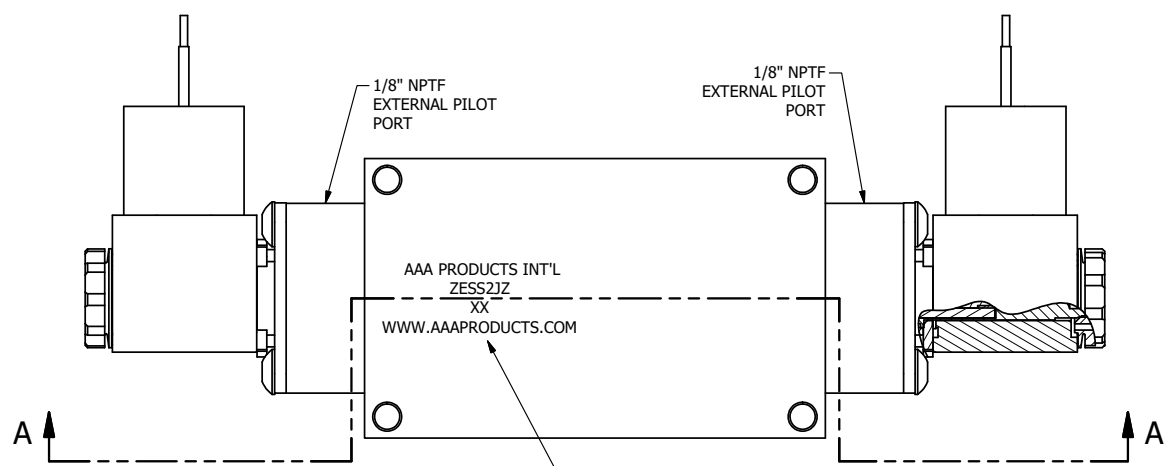 1/8" NPTF
EXTERNAL PILOT
PORT
1/8" NPTF
EXTERNAL PILOT
PORT
AAA PRODUCTS INT'L
ZESS2JZ
XX
WWW.AAAPRODUCTS.COM
A
A